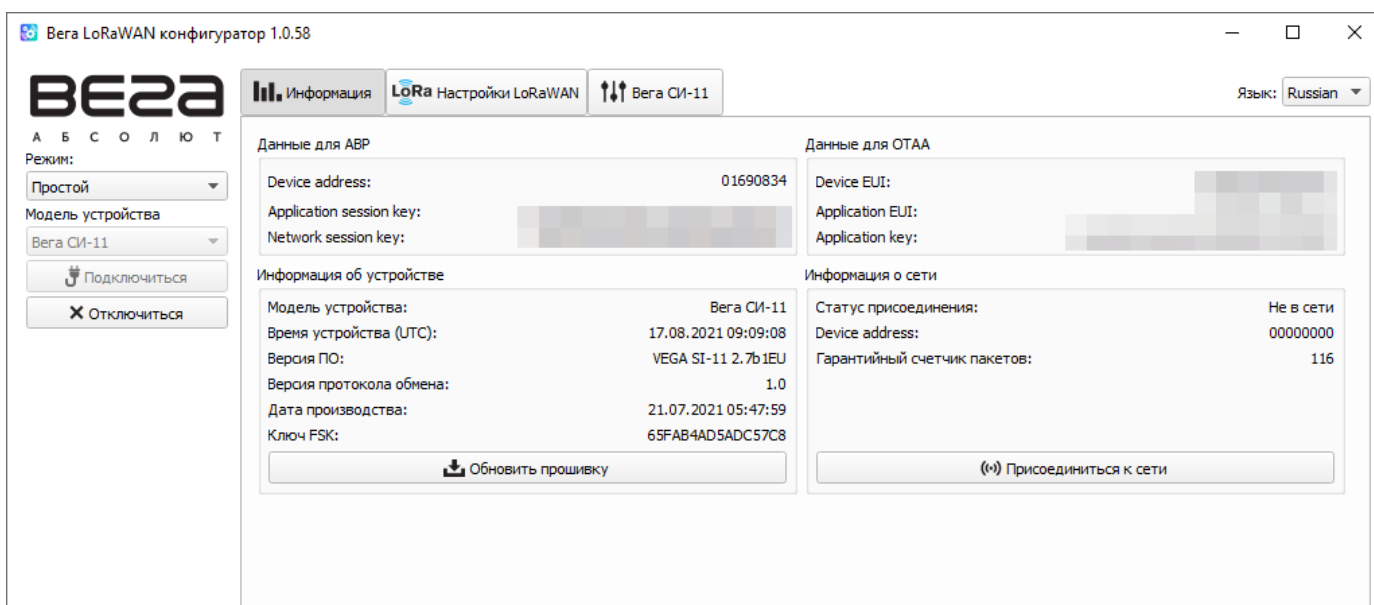 Вега LoRaWAN конфигуратор 1.0.58
ВЕГА
АБСОЛЮТ
Режим:
Простой
Модель устройства
Вега СИ-11
Подключиться
Отключиться
Информация
LoRa Настройки LoRaWAN
Вега СИ-11
Язык: Russian
Данные для ABP
Device address: 01690834
Application session key:
Network session key:
Данные для OTAA
Device EUI:
Application EUI:
Application key:
Информация об устройстве
Модель устройства: Вега СИ-11
Время устройства (UTC): 17.08.2021 09:09:08
Версия ПО: VEGA SI-11 2.7b1EU
Версия протокола обмена: 1.0
Дата производства: 21.07.2021 05:47:59
Ключ FSK: 65FAB4AD5ADC57C8
Обновить прошивку
Информация о сети
Статус присоединения: Не в сети
Device address: 00000000
Гарантийный счетчик пакетов: 116
Присоединиться к сети